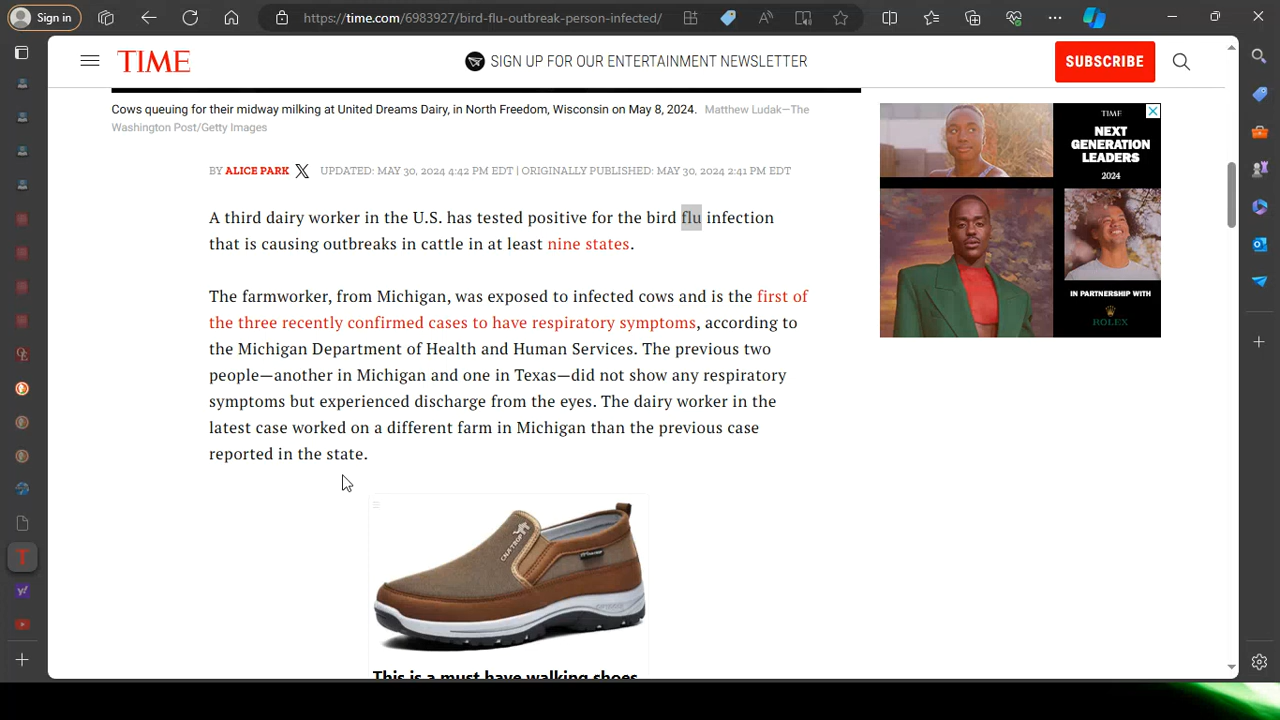 Sign in
https://time.com/6983927/bird-flu-outbreak-person-infected/
TIME
SIGN UP FOR OUR ENTERTAINMENT NEWSLETTER
SUBSCRIBE
Cows queuing for their midway milking at United Dreams Dairy, in North Freedom, Wisconsin on May 8, 2024. Matthew Ludak—The
Washington Post/Getty Images
BY ALICE PARK X UPDATED: MAY 30, 2024 4:42 PM EDT | ORIGINALLY PUBLISHED: MAY 30, 2024 2:41 PM EDT
A third dairy worker in the U.S. has tested positive for the bird flu infection
that is causing outbreaks in cattle in at least nine states.
The farmworker, from Michigan, was exposed to infected cows and is the first of
the three recently confirmed cases to have respiratory symptoms, according to
the Michigan Department of Health and Human Services. The previous two
people—another in Michigan and one in Texas—did not show any respiratory
symptoms but experienced discharge from the eyes. The dairy worker in the
latest case worked on a different farm in Michigan than the previous case
reported in the state.
This is a must have walking shoes
TIME
NEXT
GENERATION
LEADERS
2024
IN PARTNERSHIP WITH
ROLEX